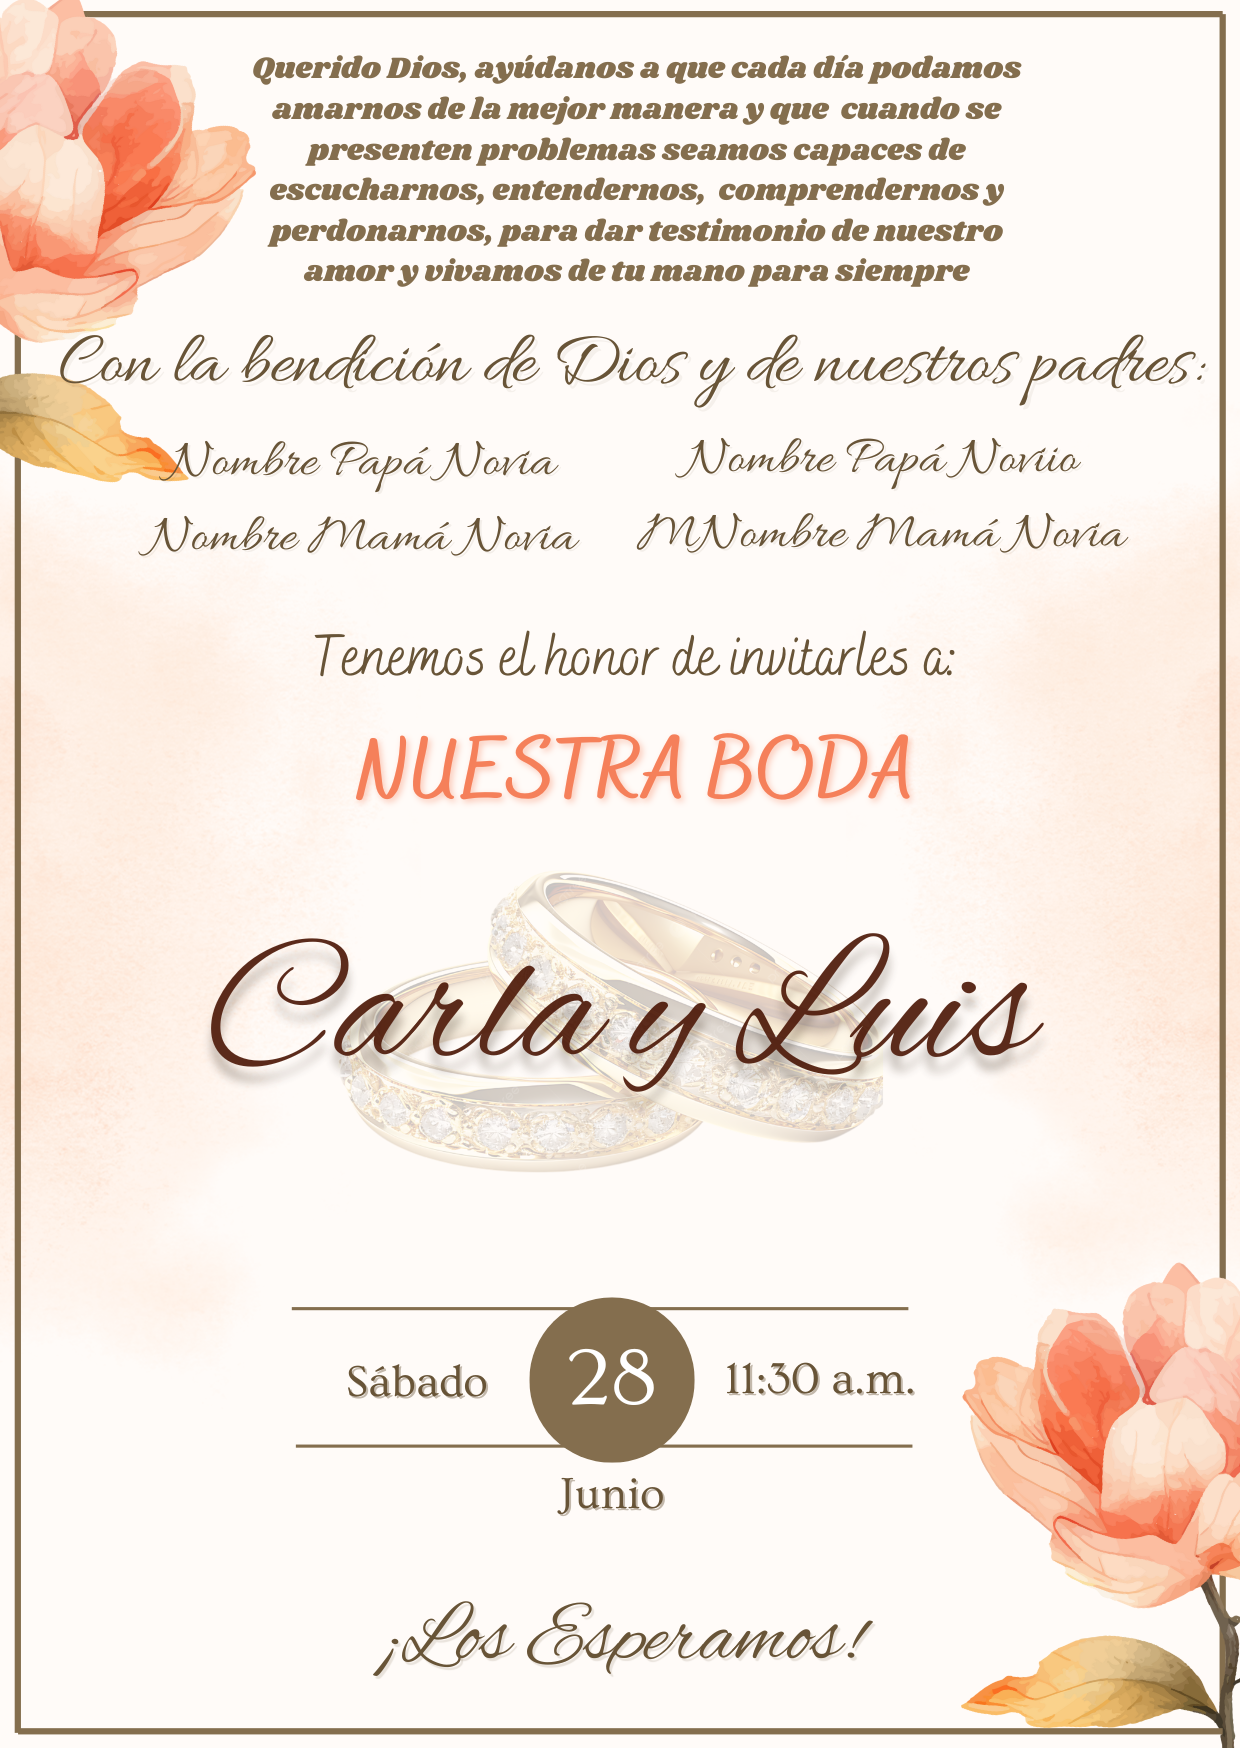 Querido Dios, ayúdanos a que cada día podamos
amarnos de la mejor manera y que cuando se
presenten problemas seamos capaces de
escucharnos, entendernos, comprendernos y
perdonarnos, para dar testimonio de nuestro
amor y vivamos de tu mano para siempre
Con la bendición de Dios y de nuestros padres:
Nombre Papá Novia
Nombre Papá Noviio
Nombre Mamá Novia
MNombre Mamá Novia
Tenemos el honor de invitarles a:
NUESTRA BODA
Carla y Luis
Sábado
28
11:30 a.m.
Junio
¡Los Esperamos!